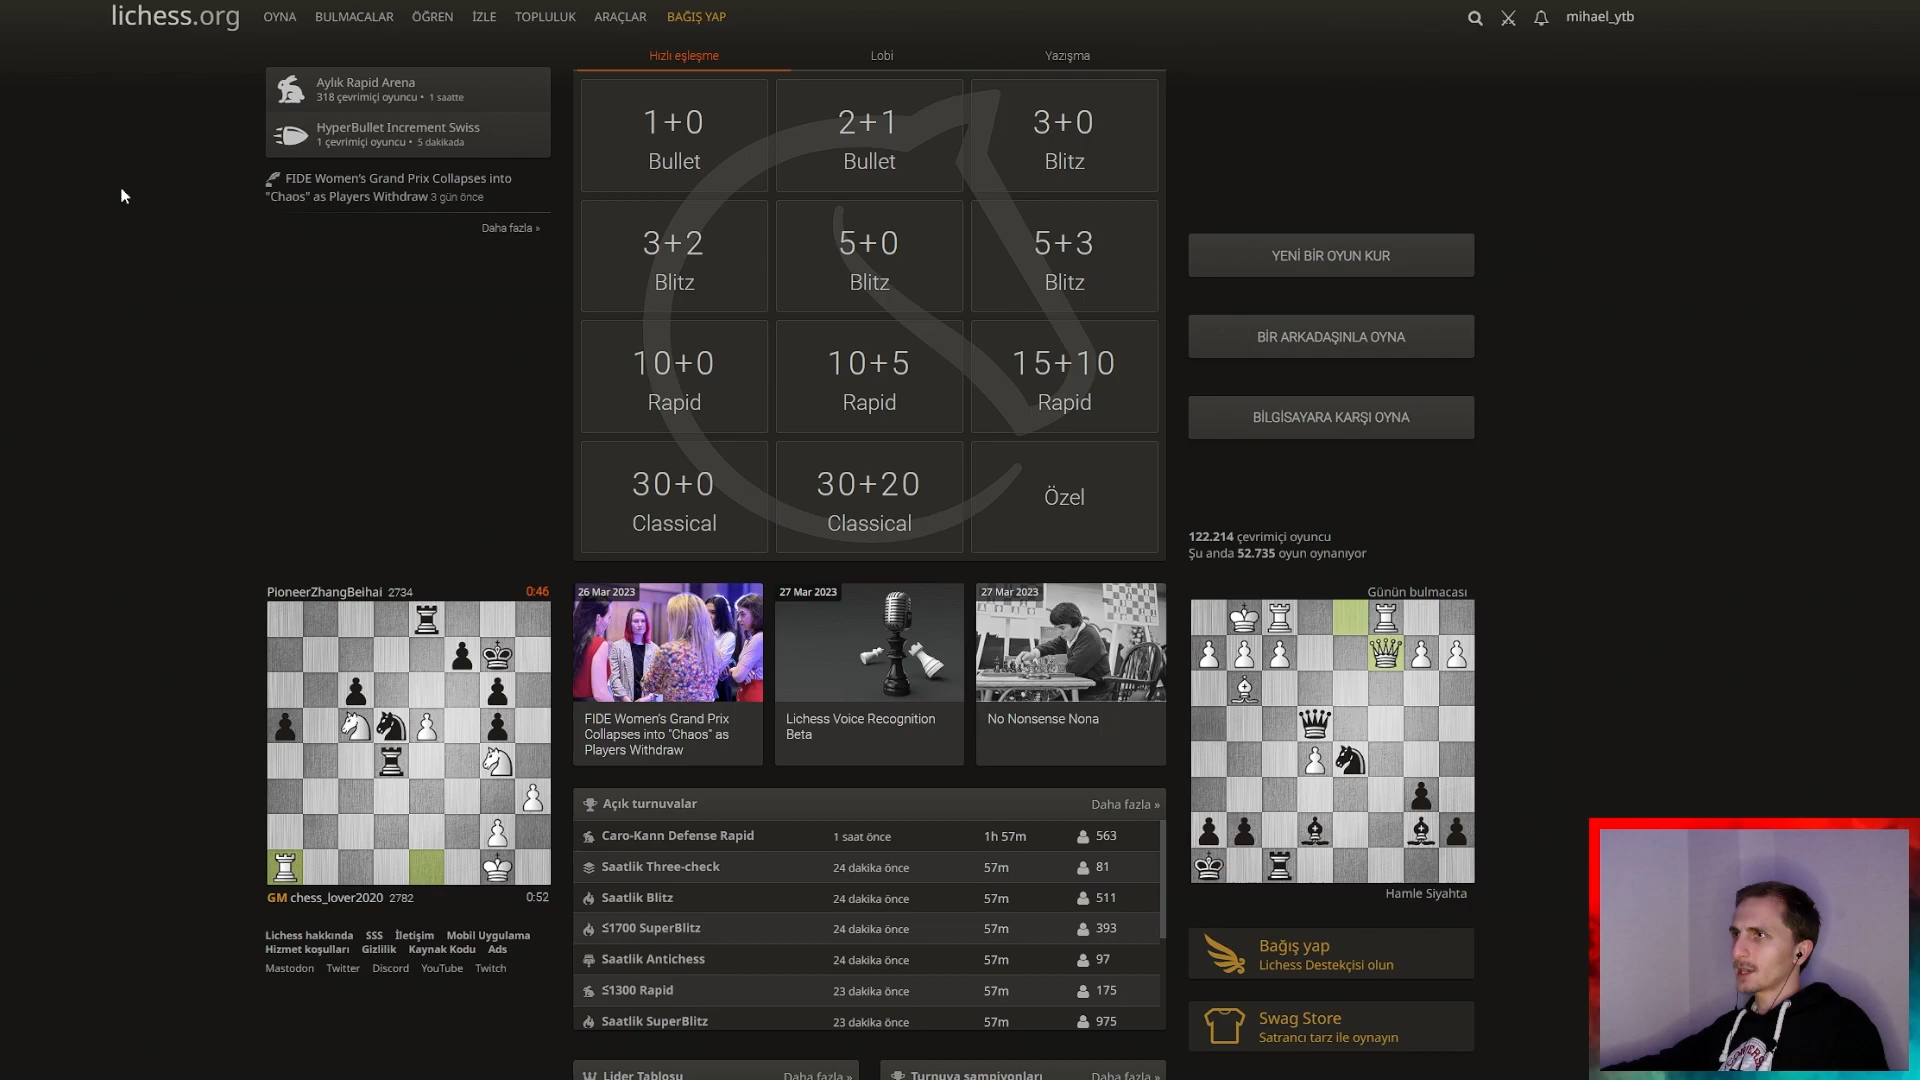 lichess.org
OYNA BULMACALAR ÖĞREN İZLE TOPLULUK ARAÇLAR BAĞIŞ YAP
mihael_ytb
Aylık Rapid Arena
318 çevrimiçi oyuncu • 1 saatte
HyperBullet Increment Swiss
1 çevrimiçi oyuncu • 5 dakikada
FIDE Women's Grand Prix Collapses into
"Chaos" as Players Withdraw 3 gün önce
Daha fazla »
Hızlı eşleşme Lobi Yazışma
1+0 2+1 3+0
Bullet Bullet Blitz
3+2 5+0 5+3
Blitz Blitz Blitz
10+0 10+5 15+10
Rapid Rapid Rapid
30+0 30+20 Özel
Classical Classical
YENİ BİR OYUN KUR
BİR ARKADAŞINLA OYNA
BİLGİSAYARA KARŞI OYNA
122.214 çevrimiçi oyuncu
Şu anda 52.735 oyun oynanıyor
PioneerZhangBeihai 2734 0:46
GM chess_lover2020 2782 0:52
Lichess hakkında SSS İletişim Mobil Uygulama
Hizmet koşulları Gizlilik Kaynak Kodu Ads
Mastodon Twitter Discord YouTube Twitch
26 Mar 2023
FIDE Women's Grand Prix
Collapses into "Chaos" as
Players Withdraw
27 Mar 2023
Lichess Voice Recognition
Beta
27 Mar 2023
No Nonsense Nona
Açık turnuvalar Daha fazla »
Caro-Kann Defense Rapid 1 saat önce 1h 57m 563
Saatlik Three-check 24 dakika önce 57m 81
Saatlik Blitz 24 dakika önce 57m 511
≤1700 SuperBlitz 24 dakika önce 57m 393
Saatlik Antichess 24 dakika önce 57m 97
≤1300 Rapid 23 dakika önce 57m 175
Saatlik SuperBlitz 23 dakika önce 57m 975
Lider Tablosu Daha fazla »
Turnuva şampiyonları Daha fazla »
Günün bulmacası
Hamle Siyahta
Bağış yap
Lichess Destekçisi olun
Swag Store
Satrancı tarz ile oynayın